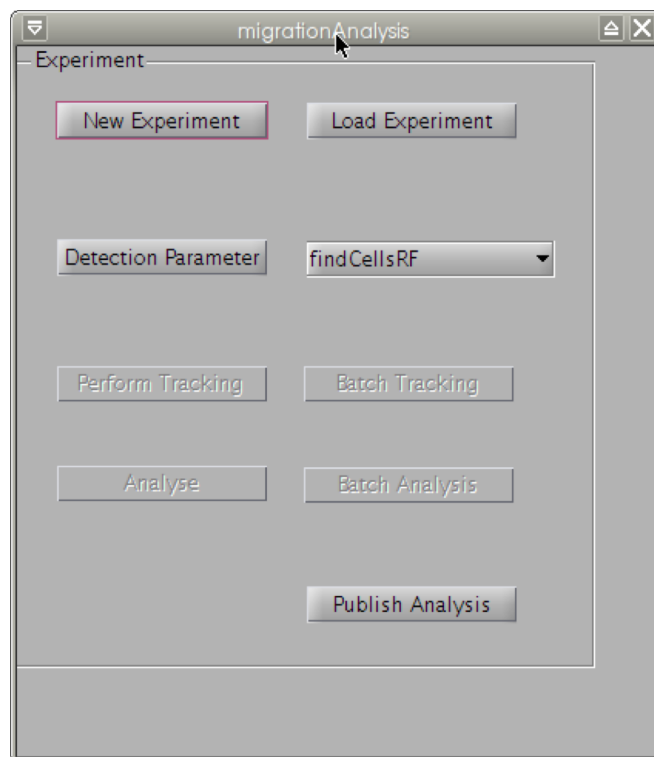 migrationAnalysis
Experiment
New Experiment
Load Experiment
Detection Parameter
findCellsRF
Perform Tracking
Batch Tracking
Analyse
Batch Analysis
Publish Analysis